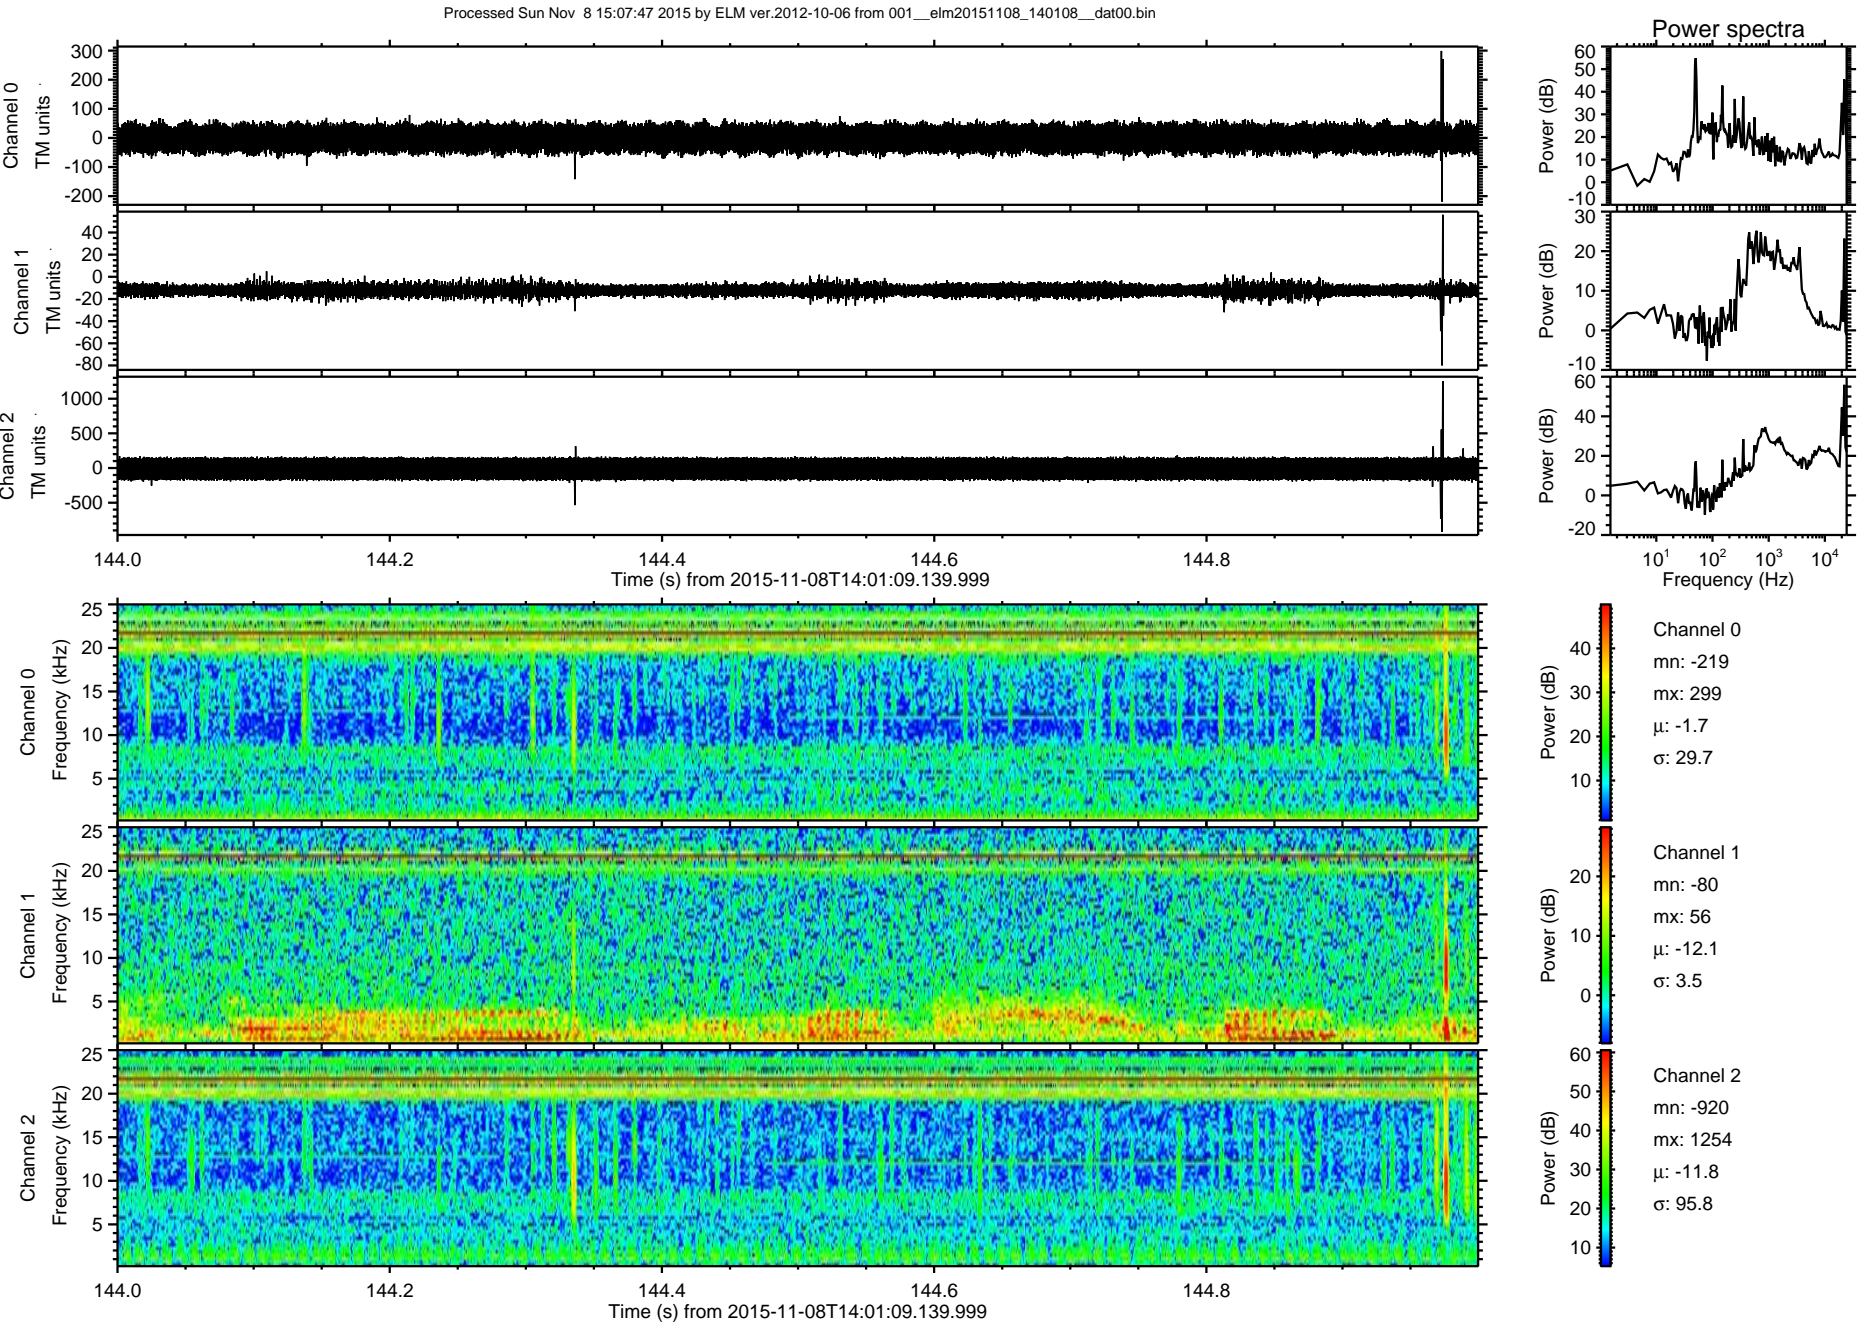 Processed Sun Nov  8 15:07:47 2015 by ELM ver.2012-10-06 from 001__elm20151108_140108__dat00.bin
Power spectra
Channel 0
TM units
300
200
100
0
-100
-200
Power (dB)
60
50
40
30
20
10
0
-10
Channel 1
TM units
40
20
0
-20
-40
-60
-80
Power (dB)
30
20
10
0
-10
Channel 2
TM units
1000
500
0
-500
Power (dB)
60
40
20
0
-20
144.0 144.2 144.4 144.6 144.8
Time (s) from 2015-11-08T14:01:09.139.999
10^1 10^2 10^3 10^4
Frequency (Hz)
Channel 0
Frequency (kHz)
25
20
15
10
5
Power (dB)
40
30
20
10
Channel 0
mn: -219
mx: 299
μ: -1.7
σ: 29.7
Channel 1
Frequency (kHz)
25
20
15
10
5
Power (dB)
20
10
0
Channel 1
mn: -80
mx: 56
μ: -12.1
σ: 3.5
Channel 2
Frequency (kHz)
25
20
15
10
5
Power (dB)
60
50
40
30
20
10
Channel 2
mn: -920
mx: 1254
μ: -11.8
σ: 95.8
144.0 144.2 144.4 144.6 144.8
Time (s) from 2015-11-08T14:01:09.139.999